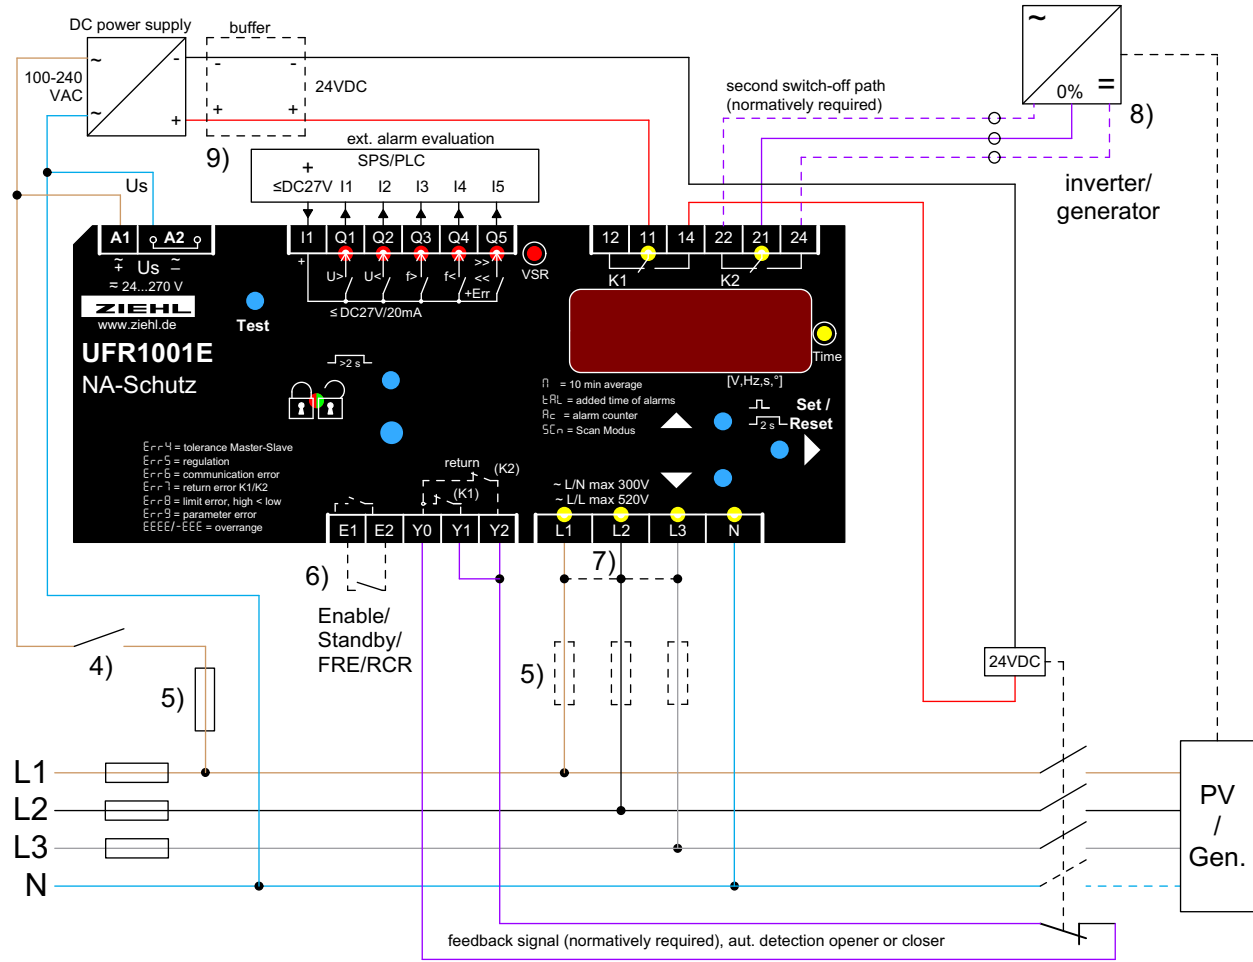 DC power supply
buffer
~
-
-
-
100-240
VAC
24VDC
~
+
+
+
second switch-off path
(normatively required)
~
0%
=
8)
9)
ext. alarm evaluation
SPS/PLC
+
≤DC27V I1 I2 I3 I4 I5
inverter/
generator
Us
A1 A2
I1 Q1 Q2 Q3 Q4 Q5
12 11 14 22 21 24
~
+ Us ~
–
≂ 24...270 V
+ U> U< f> f< >>
<<
+Err
VSR
K1 K2
≤ DC27V/20mA
ZIEHL
www.ziehl.de
Test
UFR1001E
NA-Schutz
>2 s
Time
[V,Hz,s,°]
= 10 min average
tAL = added time of alarms
Ac = alarm counter
SCn = Scan Modus
2 s
Set /
Reset
Err4 = tolerance Master-Slave
Err5 = regulation
Err6 = communication error
Err7 = return error K1/K2
Err8 = limit error, high < low
Err9 = parameter error
EEEE/-EEE = overrange
return
(K2)
(K1)
~ L/N max 300V
~ L/L max 520V
E1 E2 Y0 Y1 Y2
L1 L2 L3 N
6)
7)
Enable/
Standby/
FRE/RCR
4)
5)
5)
24VDC
L1
L2
L3
N
PV
/
Gen.
feedback signal (normatively required), aut. detection opener or closer